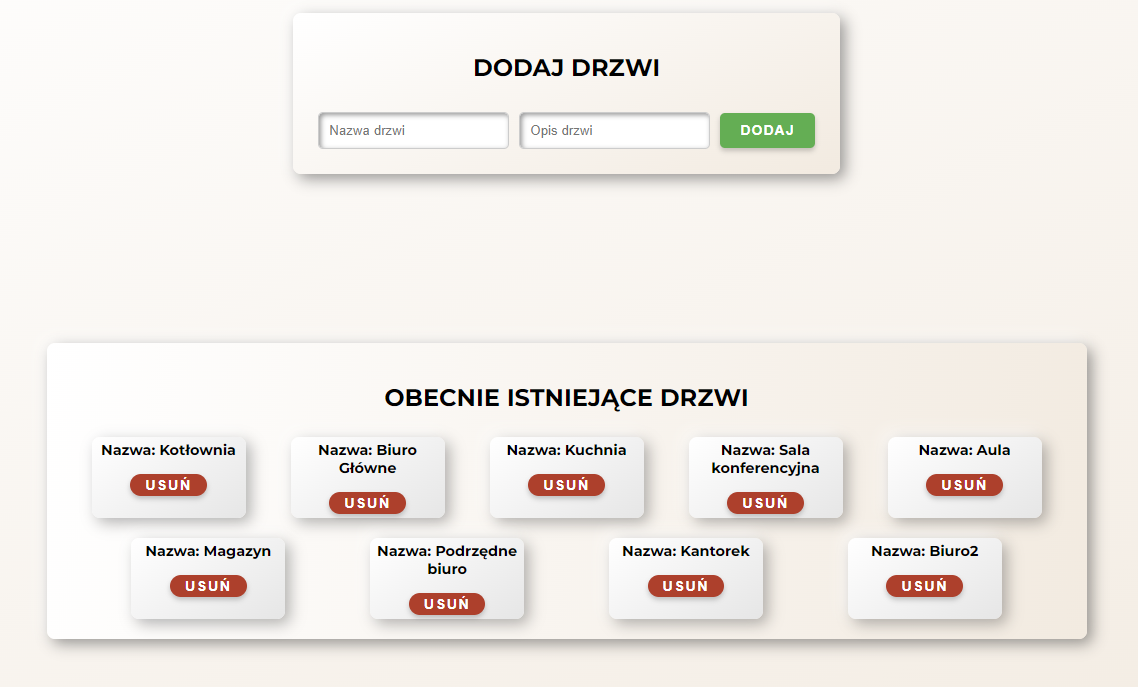 DODAJ DRZWI
Nazwa drzwi
Opis drzwi
DODAJ
OBECNIE ISTNIEJĄCE DRZWI
Nazwa: Kotłownia
USUŃ
Nazwa: Biuro
Główne
USUŃ
Nazwa: Kuchnia
USUŃ
Nazwa: Sala
konferencyjna
USUŃ
Nazwa: Aula
USUŃ
Nazwa: Magazyn
USUŃ
Nazwa: Podrzędne
biuro
USUŃ
Nazwa: Kantorek
USUŃ
Nazwa: Biuro2
USUŃ